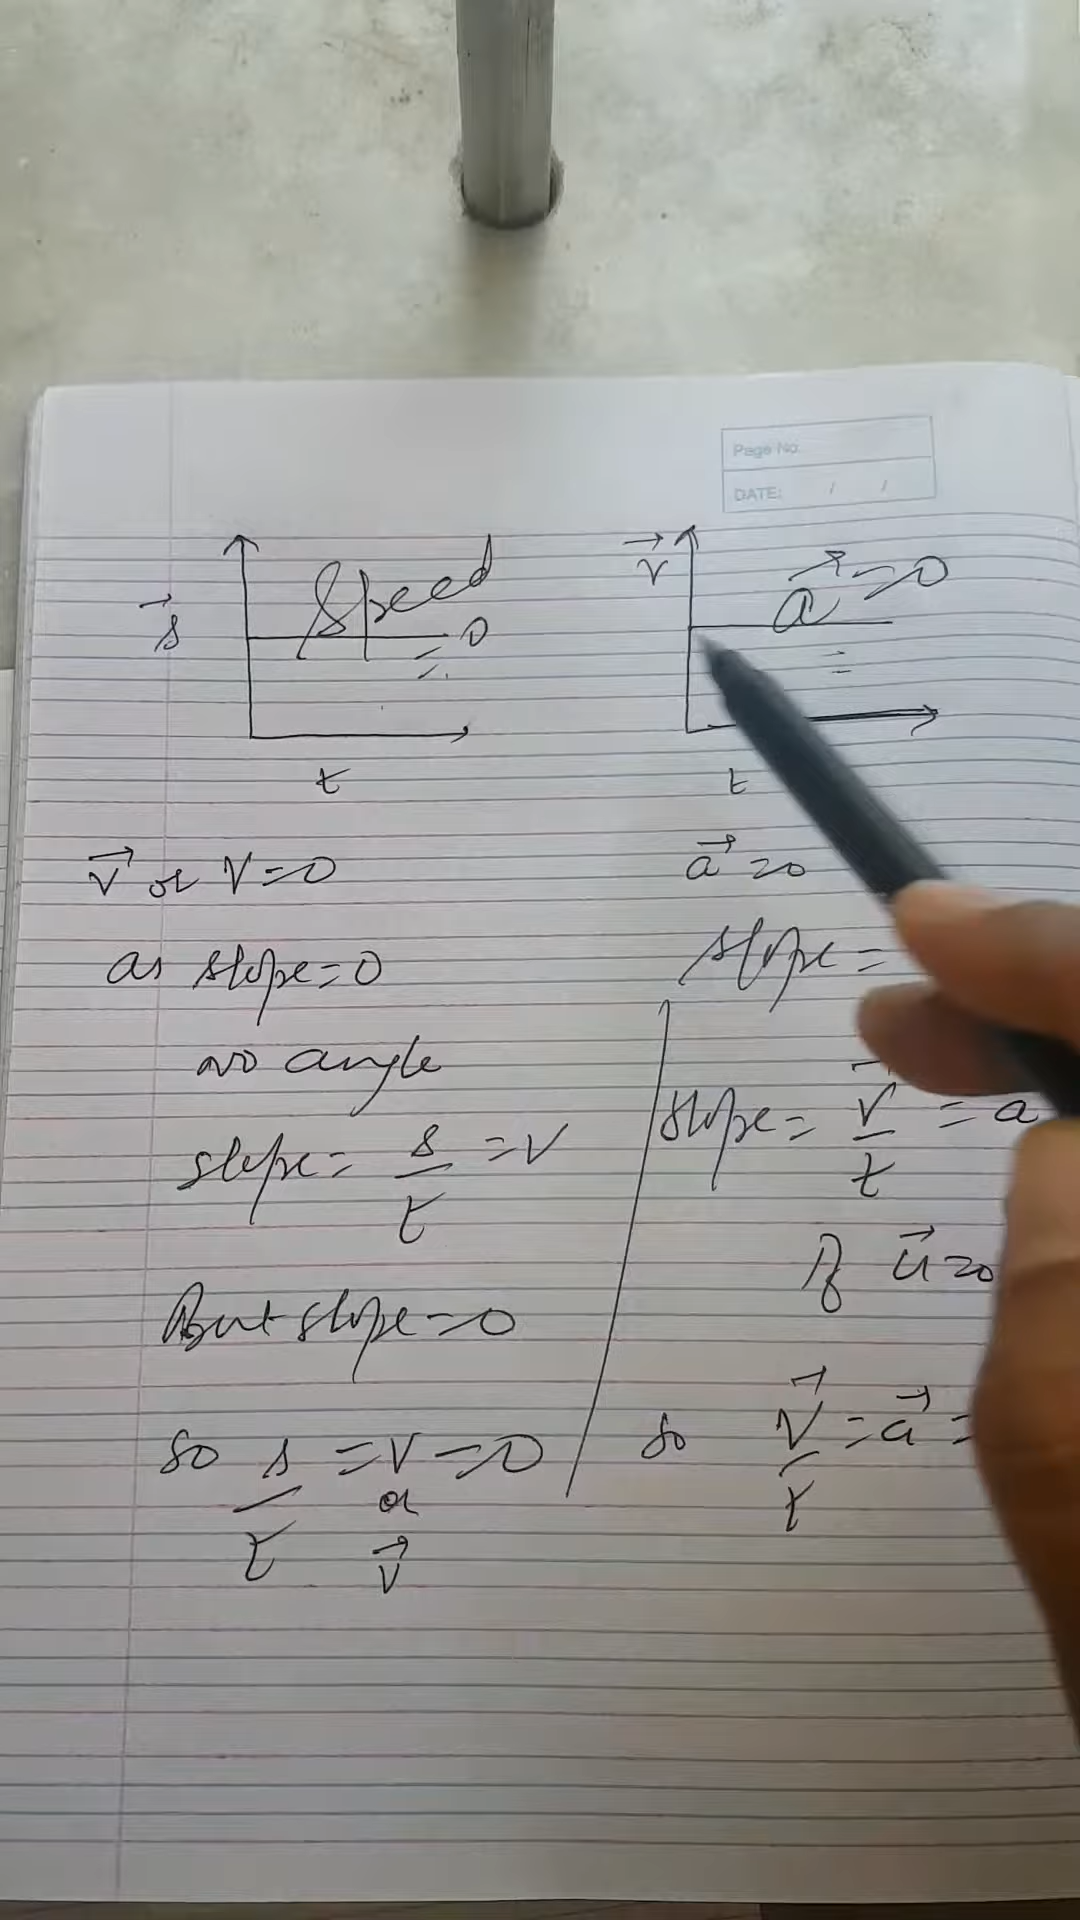 Page No.
DATE: / /
Speed = 0
s⃗
t
v⃗ or V = 0
as slope = 0
no angle
slope = s/t = V
But slope = 0
so s/t = V = 0
or
v⃗
v⃗
a⃗ = 0
t
a⃗ = 0
slope =
slope = v⃗/t = a
If u⃗ = 0
so v⃗/t = a⃗ =